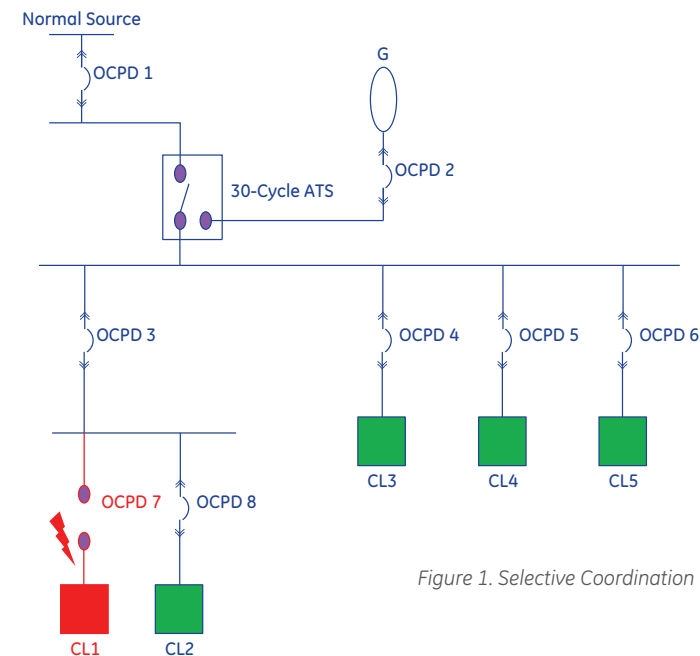 Normal Source
OCPD 1
G
OCPD 2
30-Cycle ATS
OCPD 3
OCPD 4
OCPD 5
OCPD 6
CL3
CL4
CL5
OCPD 7
OCPD 8
Figure 1. Selective Coordination
CL1
CL2